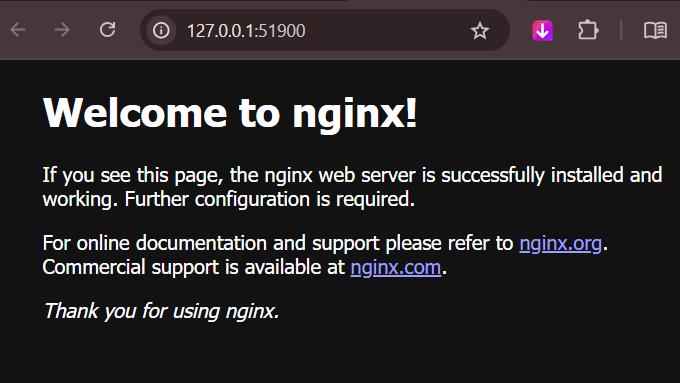 127.0.0.1:51900
Welcome to nginx!
If you see this page, the nginx web server is successfully installed and
working. Further configuration is required.
For online documentation and support please refer to nginx.org.
Commercial support is available at nginx.com.
Thank you for using nginx.